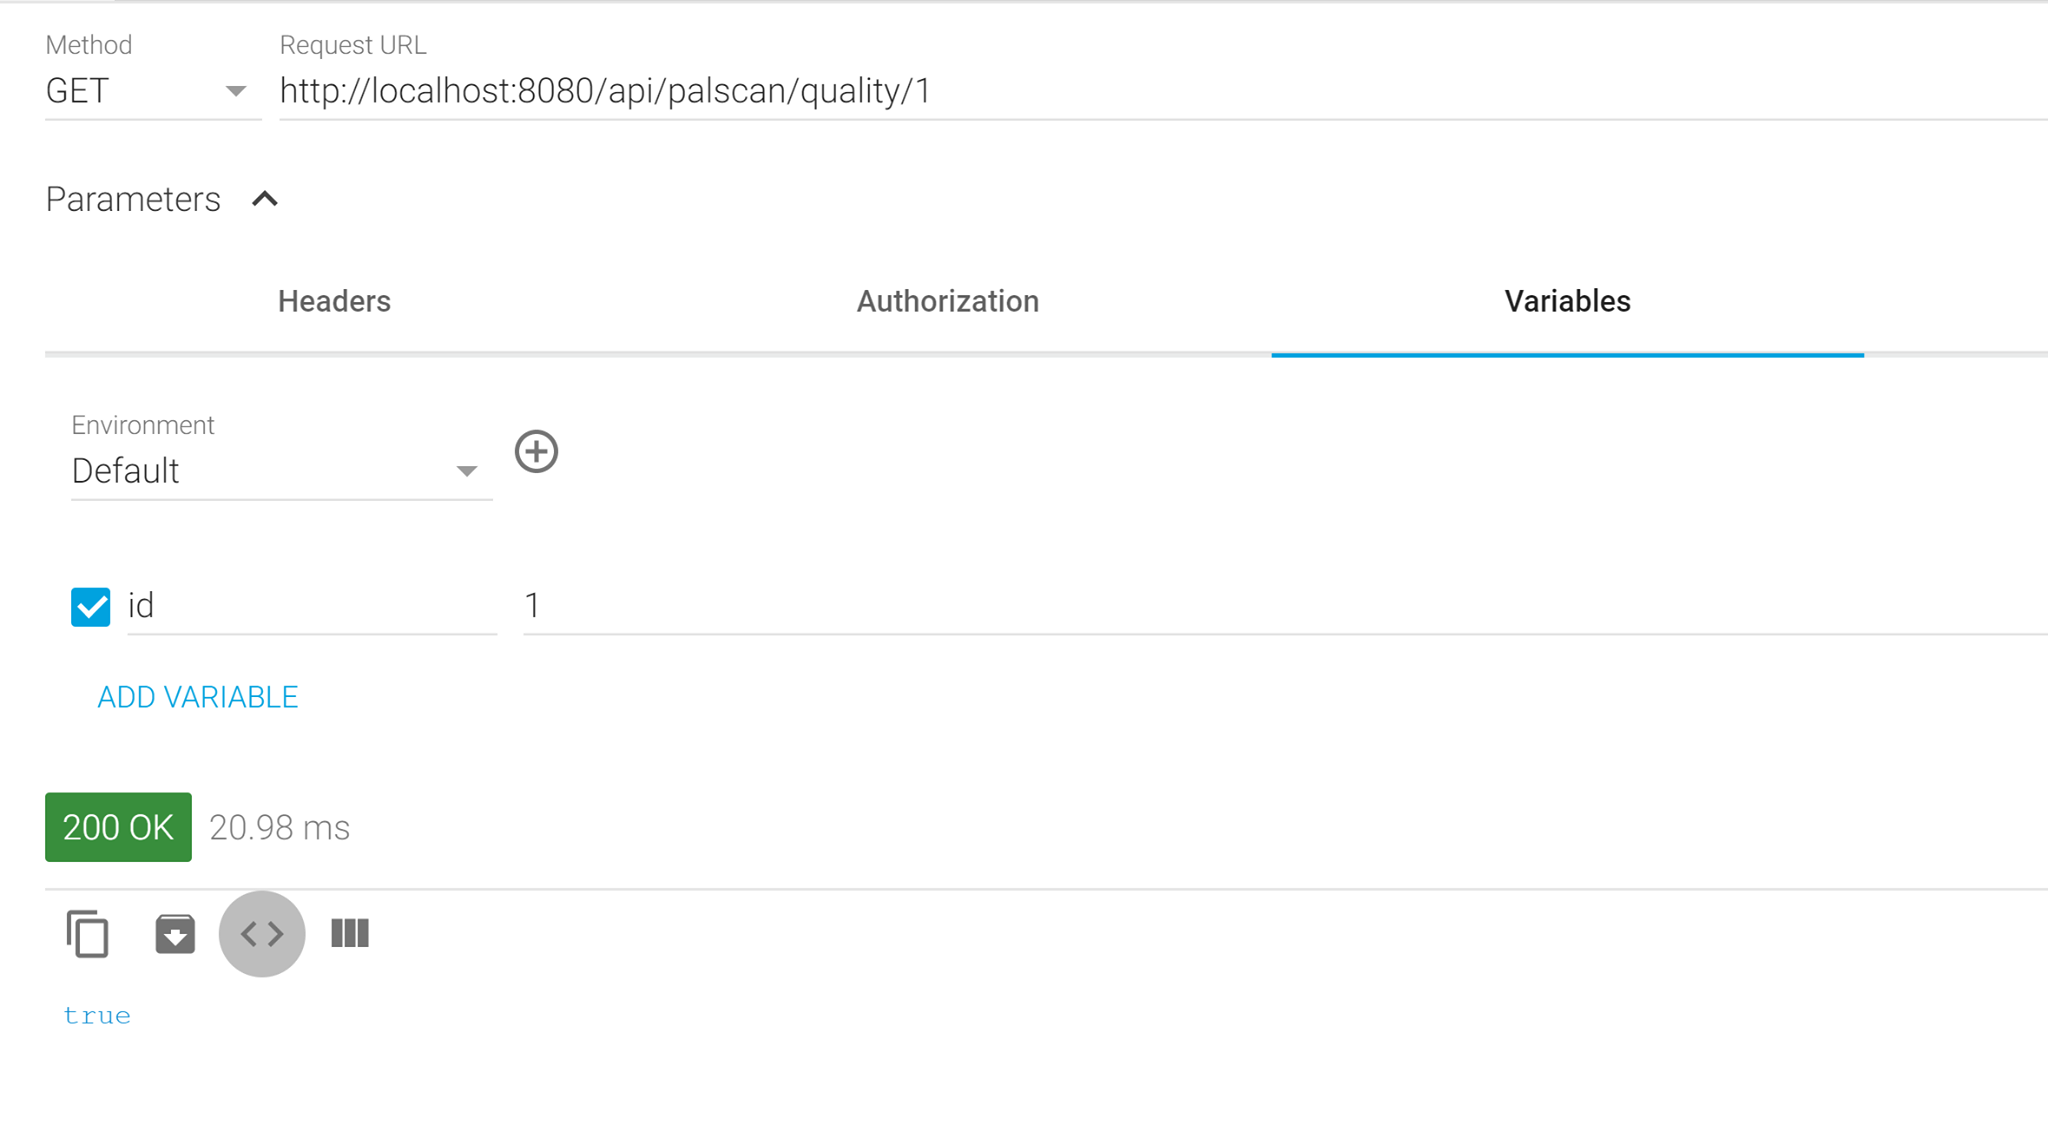 Method Request URL
GET http://localhost:8080/api/palscan/quality/1
Parameters
Headers Authorization Variables
Environment
Default
id 1
ADD VARIABLE
200 OK 20.98 ms
true